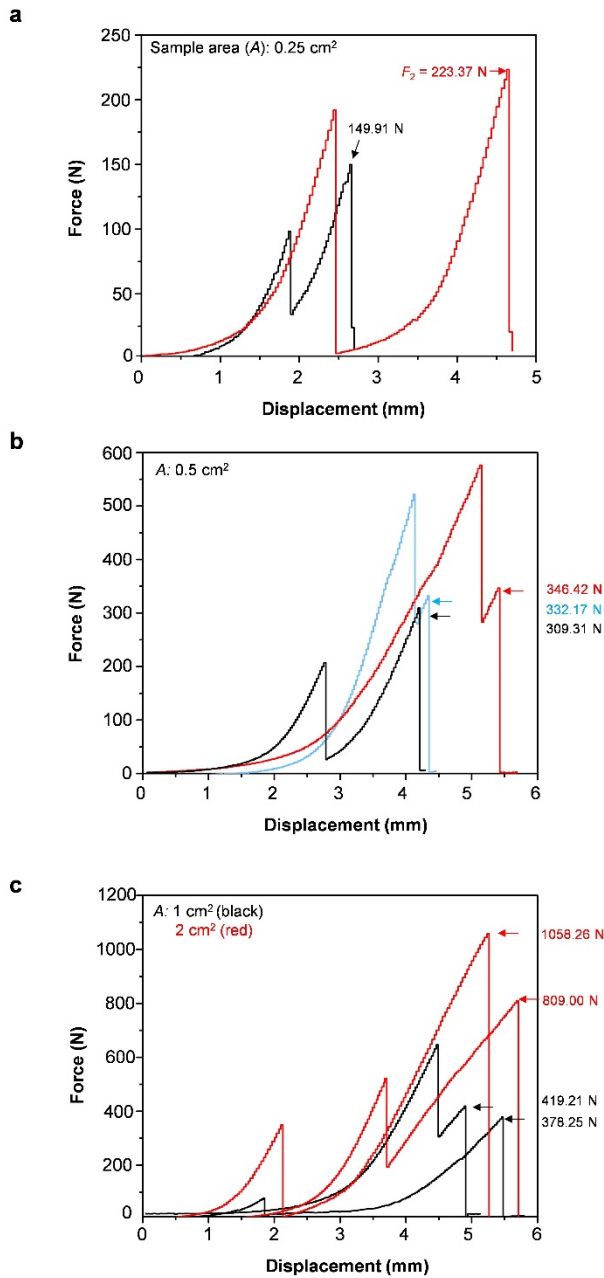 a
Sample area (A): 0.25 cm²
F₂ = 223.37 N
149.91 N
250
200
150
100
50
0
Force (N)
0 1 2 3 4 5
Displacement (mm)
b
A: 0.5 cm²
600
500
400
300
200
100
0
Force (N)
346.42 N
332.17 N
309.31 N
0 1 2 3 4 5 6
Displacement (mm)
c
A: 1 cm² (black)
2 cm² (red)
1200
1000
800
600
400
200
0
Force (N)
1058.26 N
809.00 N
419.21 N
378.25 N
0 1 2 3 4 5 6
Displacement (mm)